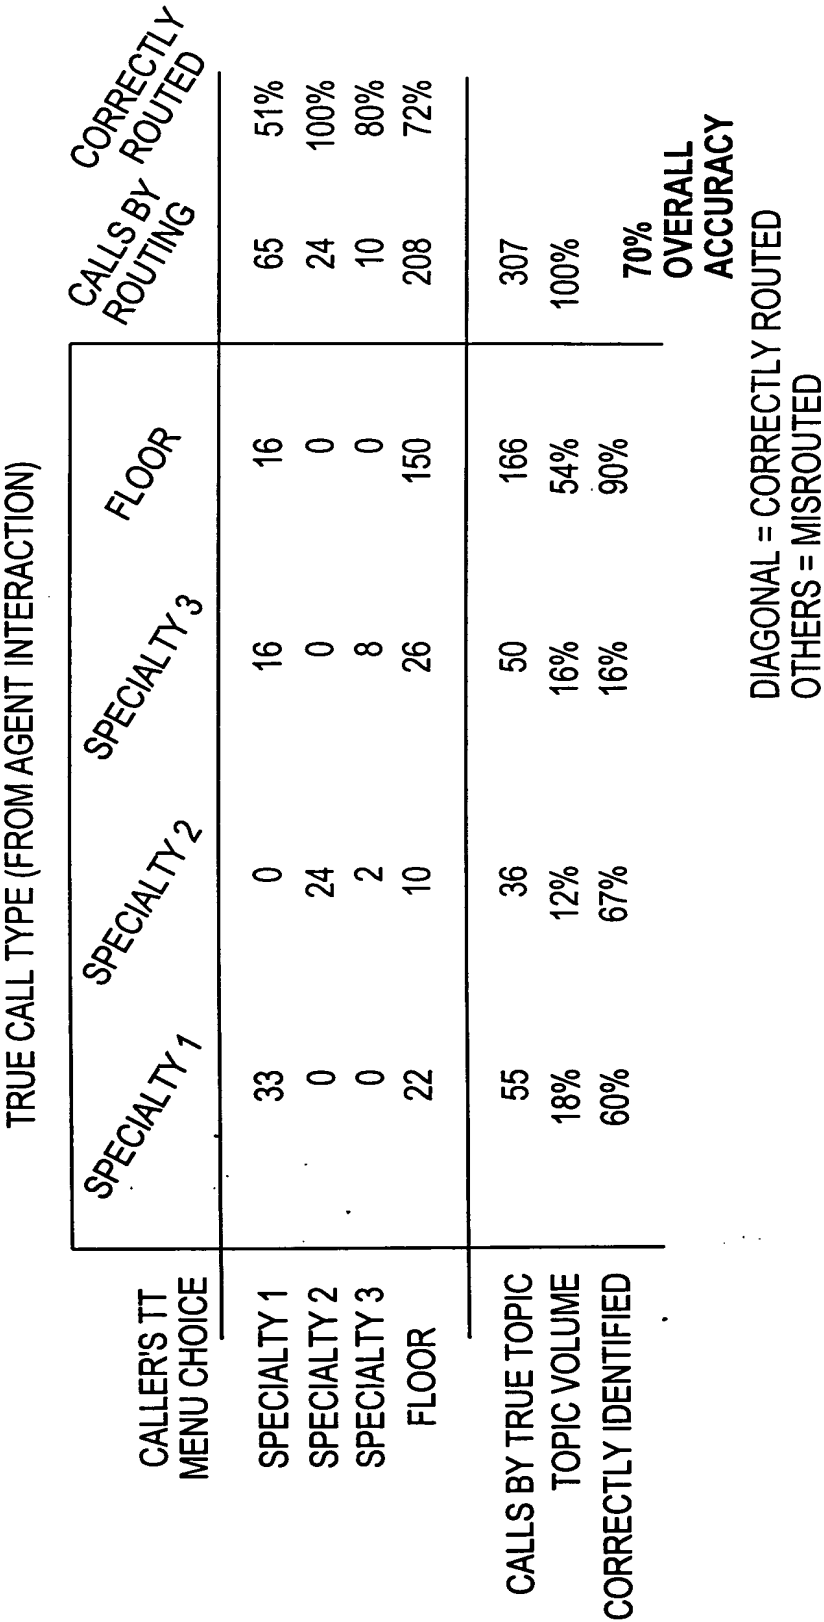 TRUE CALL TYPE (FROM AGENT INTERACTION)
CALLER'S TT
MENU CHOICE
SPECIALTY 1
SPECIALTY 2
SPECIALTY 3
FLOOR
CALLS BY
ROUTING
CORRECTLY
ROUTED
SPECIALTY 1 33 0 16 16 65 51%
SPECIALTY 2 0 24 0 0 24 100%
SPECIALTY 3 0 2 8 0 10 80%
FLOOR 22 10 26 150 208 72%
CALLS BY TRUE TOPIC 55 36 50 166 307
TOPIC VOLUME 18% 12% 16% 54% 100%
CORRECTLY IDENTIFIED 60% 67% 16% 90%
70%
OVERALL
ACCURACY
DIAGONAL = CORRECTLY ROUTED
OTHERS = MISROUTED